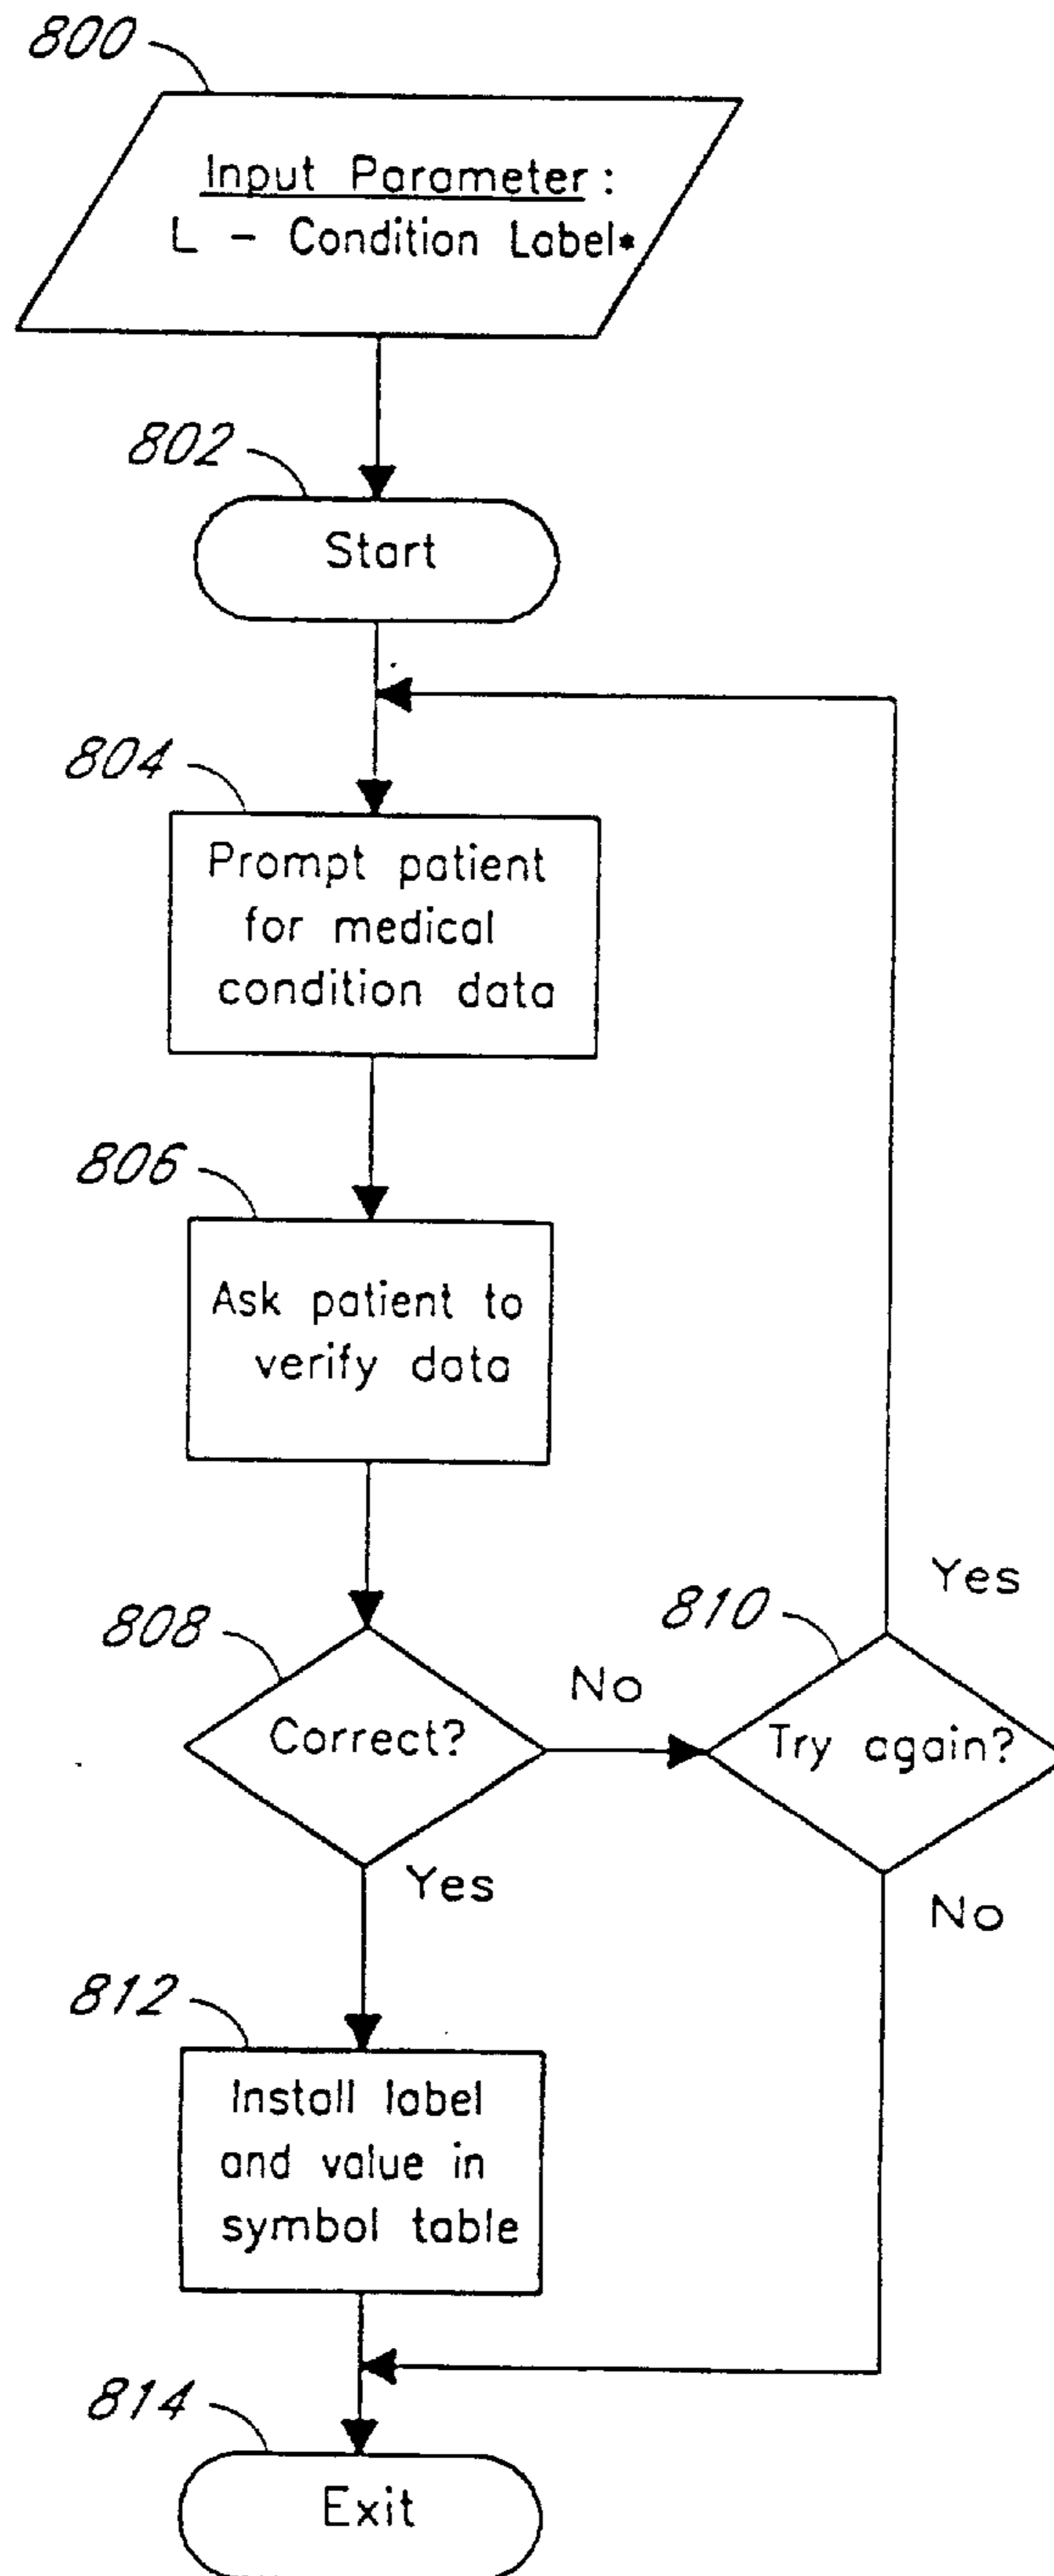 800
Input Parameter:
L - Condition Label*
802
Start
804
Prompt patient
for medical
condition data
806
Ask patient to
verify data
808
Correct?
No
810
Try again?
Yes
Yes
No
812
Install label
and value in
symbol table
814
Exit